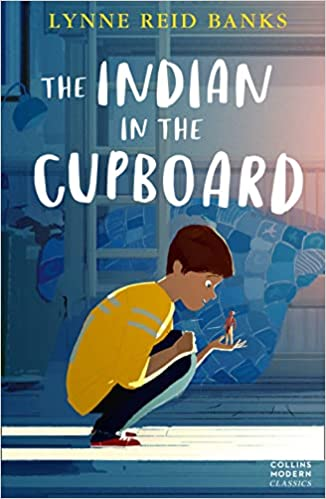 LYNNE REID BANKS
THE INDIAN
IN THE
CUPBOARD
COLLINS
MODERN
CLASSICS